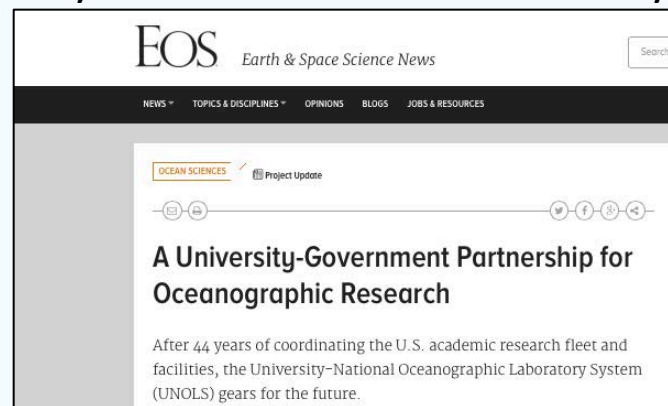 EOS Earth & Space Science News
Search
NEWS TOPICS & DISCIPLINES OPINIONS BLOGS JOBS & RESOURCES
OCEAN SCIENCES Project Update
A University-Government Partnership for
Oceanographic Research
After 44 years of coordinating the U.S. academic research fleet and
facilities, the University-National Oceanographic Laboratory System
(UNOLS) gears for the future.